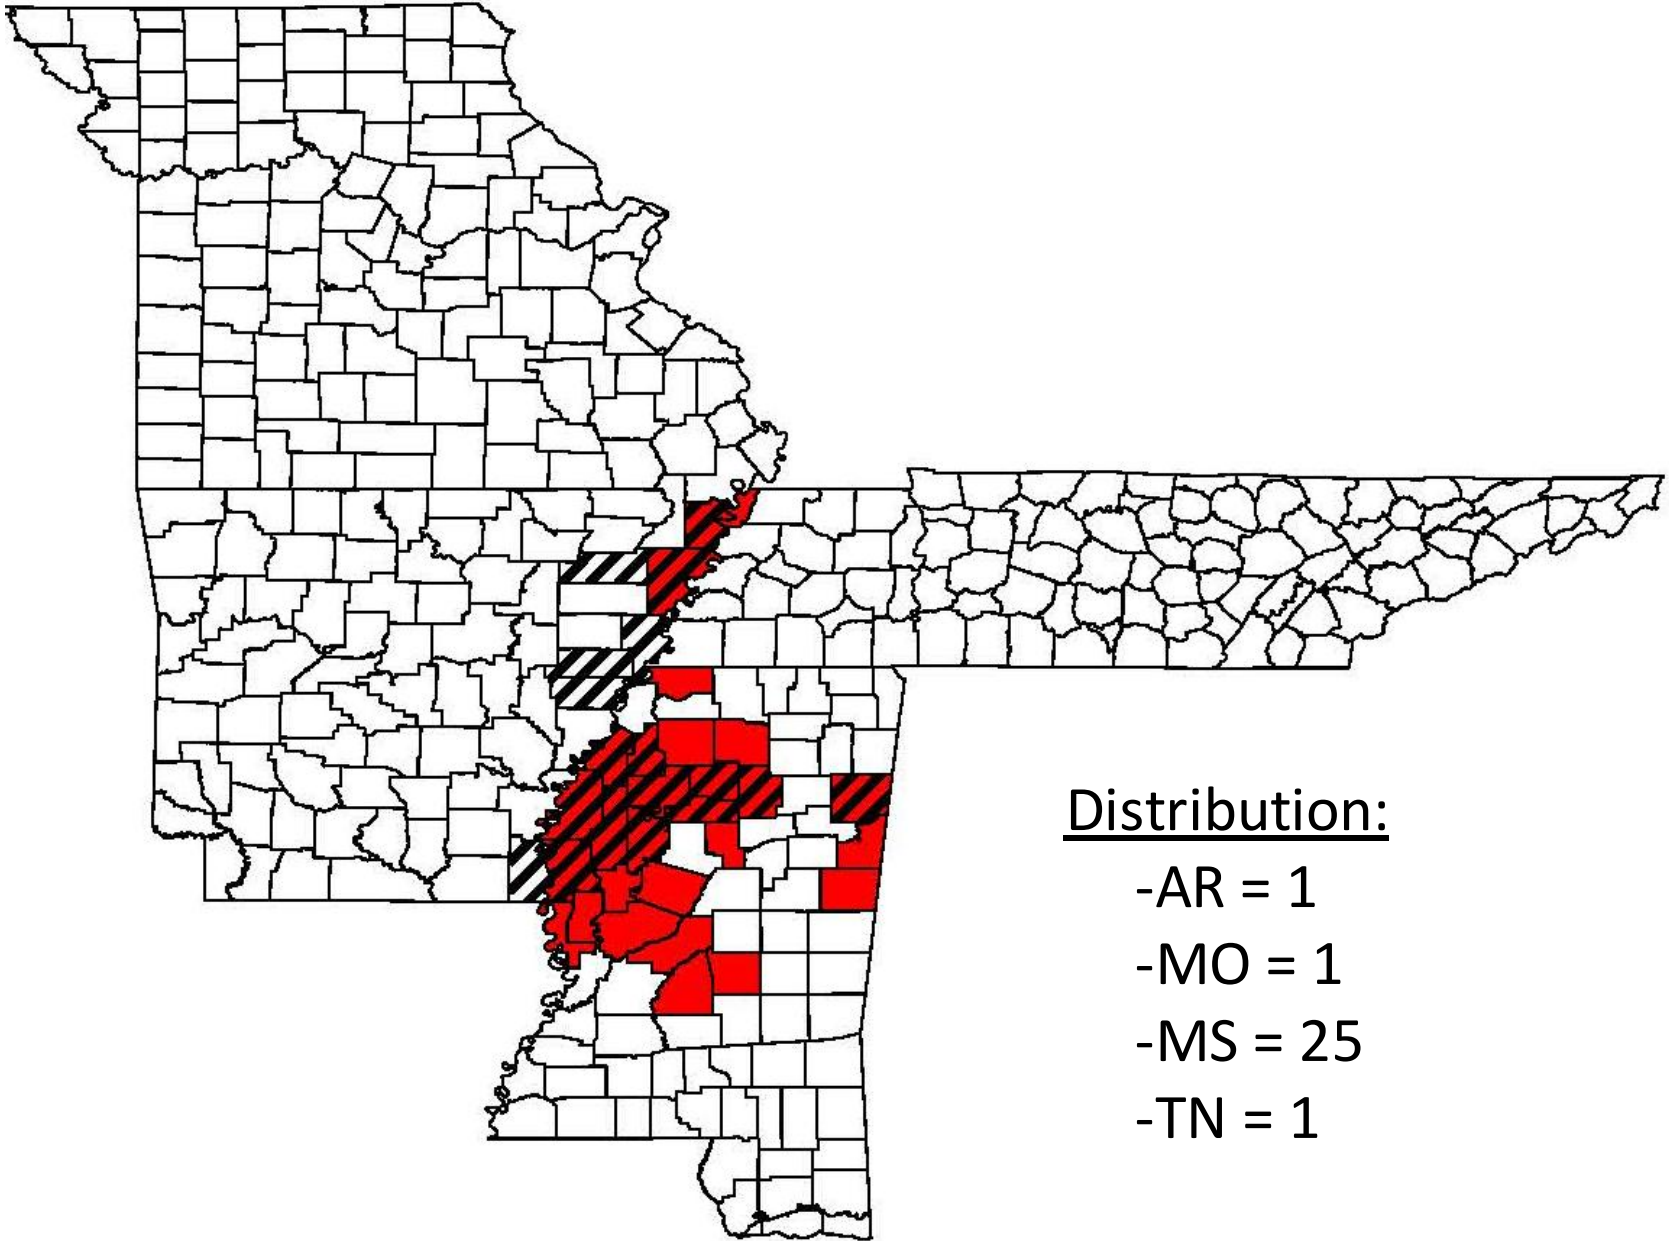 Distribution:
-AR = 1
-MO = 1
-MS = 25
-TN = 1